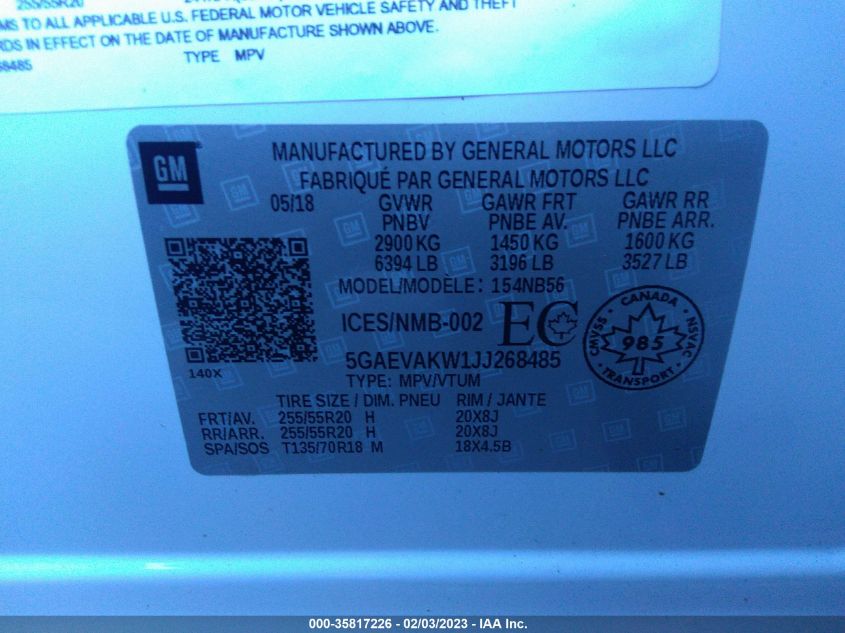 255/55R20
MS TO ALL APPLICABLE U.S. FEDERAL MOTOR VEHICLE SAFETY AND THEFT
RDS IN EFFECT ON THE DATE OF MANUFACTURE SHOWN ABOVE.
68485 TYPE MPV
GM MANUFACTURED BY GENERAL MOTORS LLC
FABRIQUÉ PAR GENERAL MOTORS LLC
05/18 GVWR GAWR FRT GAWR RR
PNBV PNBE AV. PNBE ARR.
2900 KG 1450 KG 1600 KG
6394 LB 3196 LB 3527 LB
MODEL/MODÈLE: 154NB56
ICES/NMB-002 EC CANADA CMVSS 985 NSVAC TRANSPORT
5GAEVAKW1JJ268485
140X
TYPE: MPV/VTUM
TIRE SIZE / DIM. PNEU RIM / JANTE
FRT/AV. 255/55R20 H 20X8J
RR/ARR. 255/55R20 H 20X8J
SPA/SOS T135/70R18 M 18X4.5B
000-35817226 - 02/03/2023 - IAA Inc.